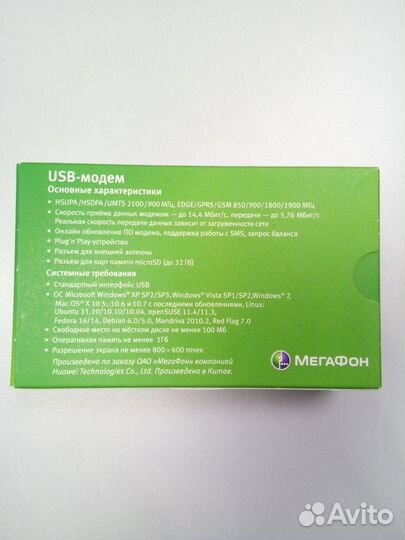 USB-модем
Основные характеристики
• HSUPA/HSDPA/UMTS 2100/900 МГц, EDGE/GPRS/GSM 850/900/1800/1900 МГц
• Скорость приёма данных модемом — до 14,4 Мбит/с, передачи — до 5,76 Мбит/с
Реальная скорость передачи данных зависит от загруженности сети
• Онлайн обновление ПО модема, поддержка работы с SMS, запрос баланса
• Plug'n'Play-устройство
• Разъем для внешней антенны
• Разъем для карт памяти microSD (до 32 Гб)
Системные требования
• Стандартный интерфейс USB
• ОС Microsoft Windows® XP SP2/SP3, Windows® Vista SP1/SP2, Windows® 7,
Mac OS® X 10.5., 10.6 и 10.7 с последними обновлениями, Linux:
Ubuntu 11.10/10.10/10.04, openSUSE 11.4/11.3,
Fedora 16/14, Debian 6.0/5.0, Mandriva 2010.2, Red Flag 7.0
• Свободное место на жёстком диске не менее 100 Мб
• Оперативная память не менее 1Гб
• Разрешение экрана не менее 800 × 600 точек
Произведено по заказу ОАО «МегаФон» компанией
Huawei Technologies Co., Ltd. Произведено в Китае.
МЕГАФОН
Avito